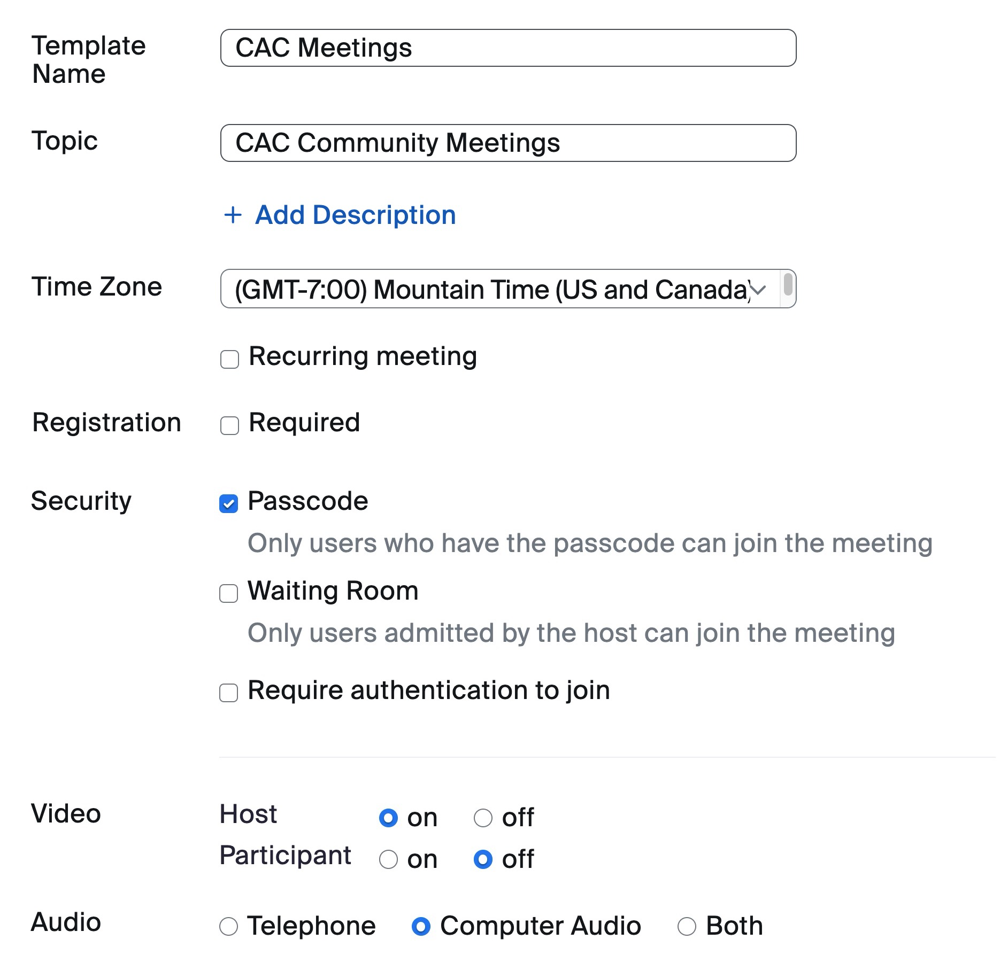 Template
Name
CAC Meetings
Topic
CAC Community Meetings
+ Add Description
Time Zone
(GMT-7:00) Mountain Time (US and Canada)
Recurring meeting
Registration
Required
Security
Passcode
Only users who have the passcode can join the meeting
Waiting Room
Only users admitted by the host can join the meeting
Require authentication to join
Video
Host on off
Participant on off
Audio
Telephone Computer Audio Both